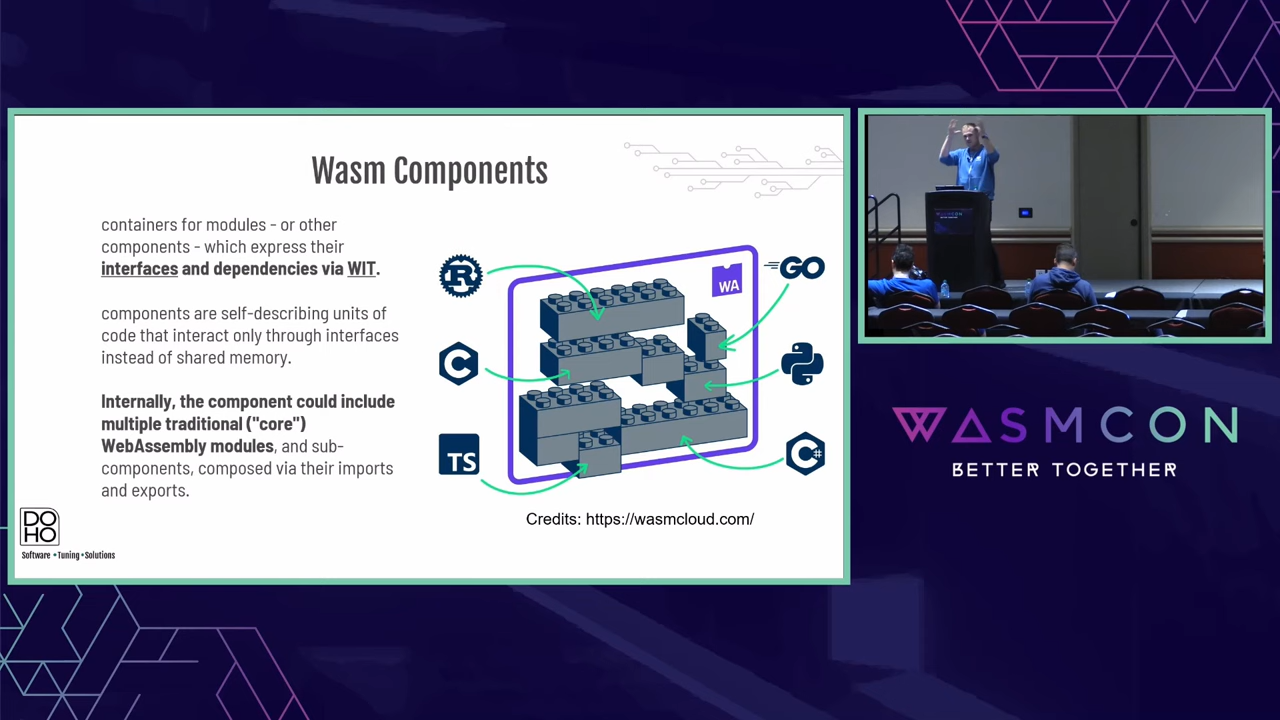 Wasm Components
containers for modules - or other
components - which express their
interfaces and dependencies via WIT.
components are self-describing units of
code that interact only through interfaces
instead of shared memory.
Internally, the component could include
multiple traditional ("core")
WebAssembly modules, and sub-
components, composed via their imports
and exports.
R
C
TS
WA
GO
C#
Credits: https://wasmcloud.com/
DO
HO
Software • Tuning • Solutions
WASMCON
WASMCON
BETTER TOGETHER